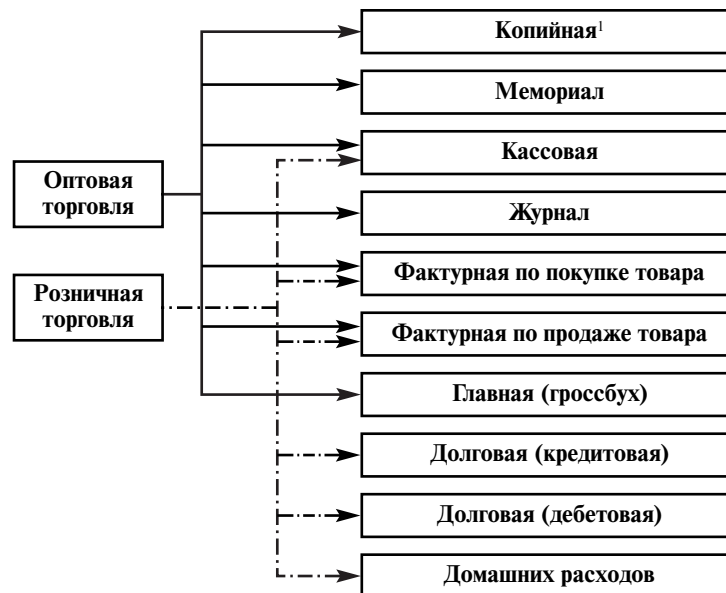 Копийная¹
Мемориал
Кассовая
Оптовая
торговля
Журнал
Фактурная по покупке товара
Розничная
торговля
Фактурная по продаже товара
Главная (гроссбух)
Долговая (кредитовая)
Долговая (дебетовая)
Домашних расходов